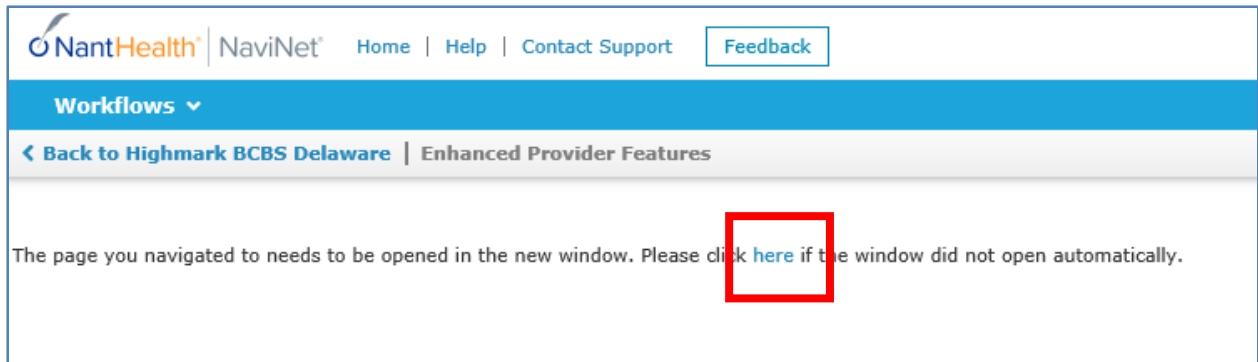 NantHealth® NaviNet® Home | Help | Contact Support Feedback
Workflows
Back to Highmark BCBS Delaware | Enhanced Provider Features
The page you navigated to needs to be opened in the new window. Please click here if the window did not open automatically.